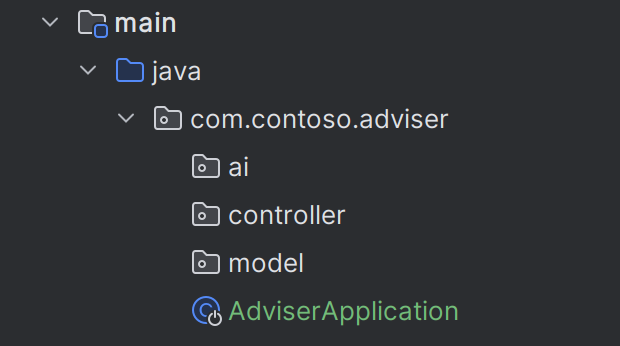 main
java
com.contoso.adviser
ai
controller
model
AdviserApplication